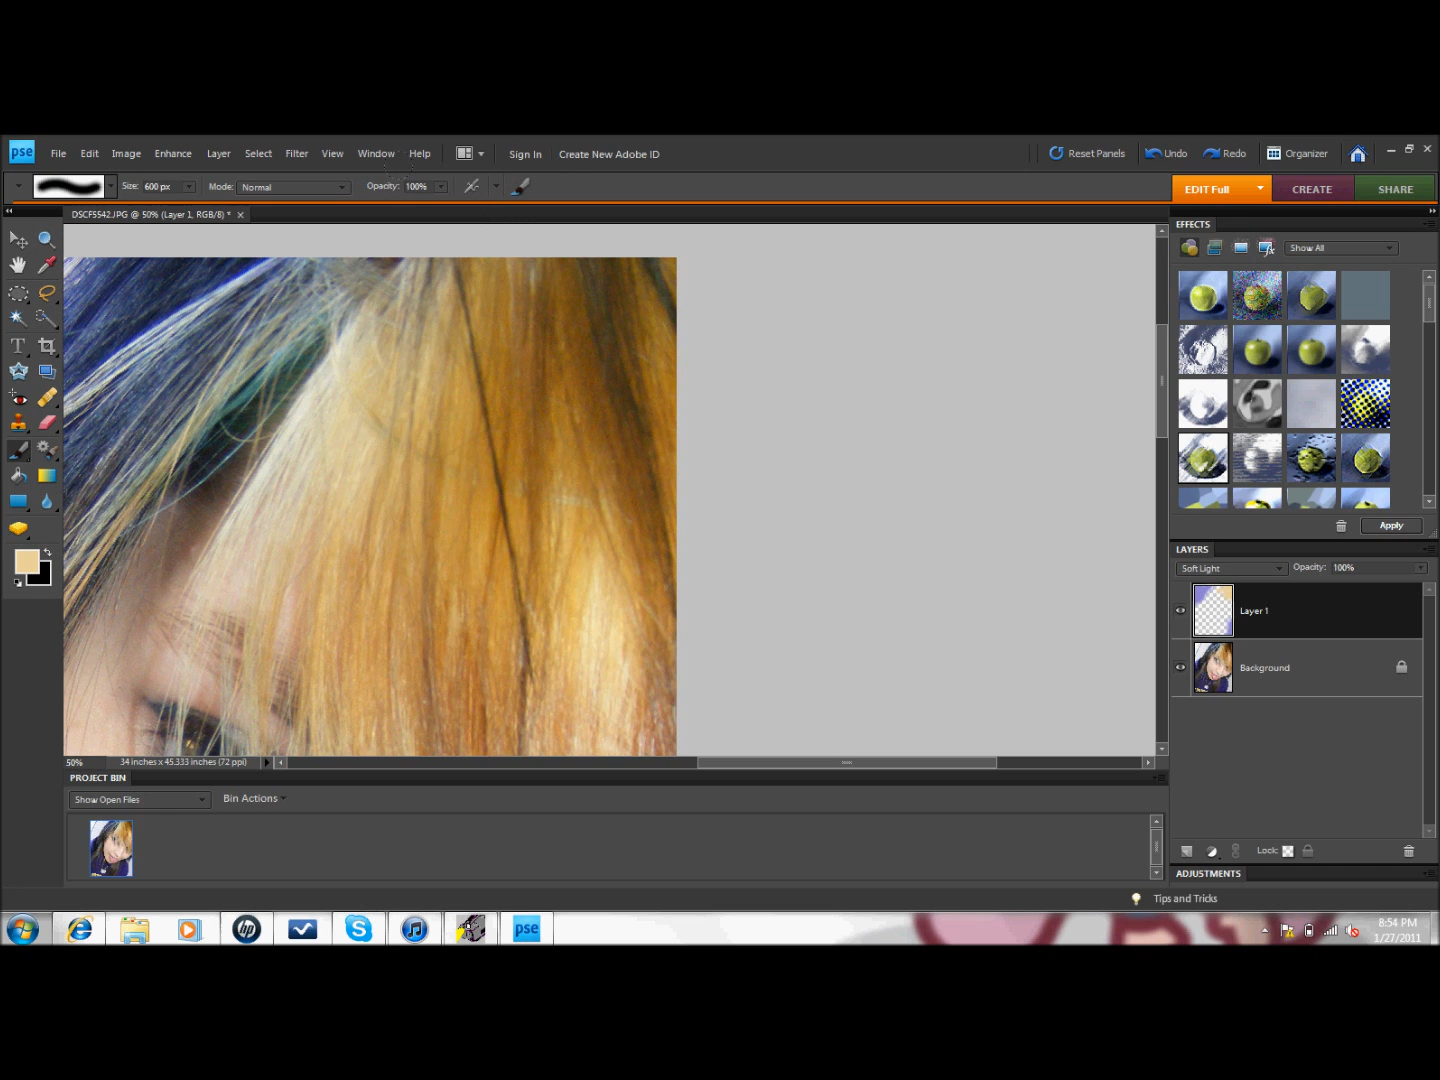 pse File Edit Image Enhance Layer Select Filter View Window Help Sign In Create New Adobe ID Reset Panels Undo Redo Organizer
Size: 600 px Mode: Normal Opacity: 100% EDIT Full CREATE SHARE
DSCF5542.JPG @ 50% (Layer 1, RGB/8) *
EFFECTS
Show All
Apply
LAYERS
Soft Light Opacity: 100%
Layer 1
Background
50% 34 inches x 45.333 inches (72 ppi)
PROJECT BIN
Show Open Files Bin Actions
Lock:
ADJUSTMENTS
Tips and Tricks
hp pse
8:54 PM
1/27/2011